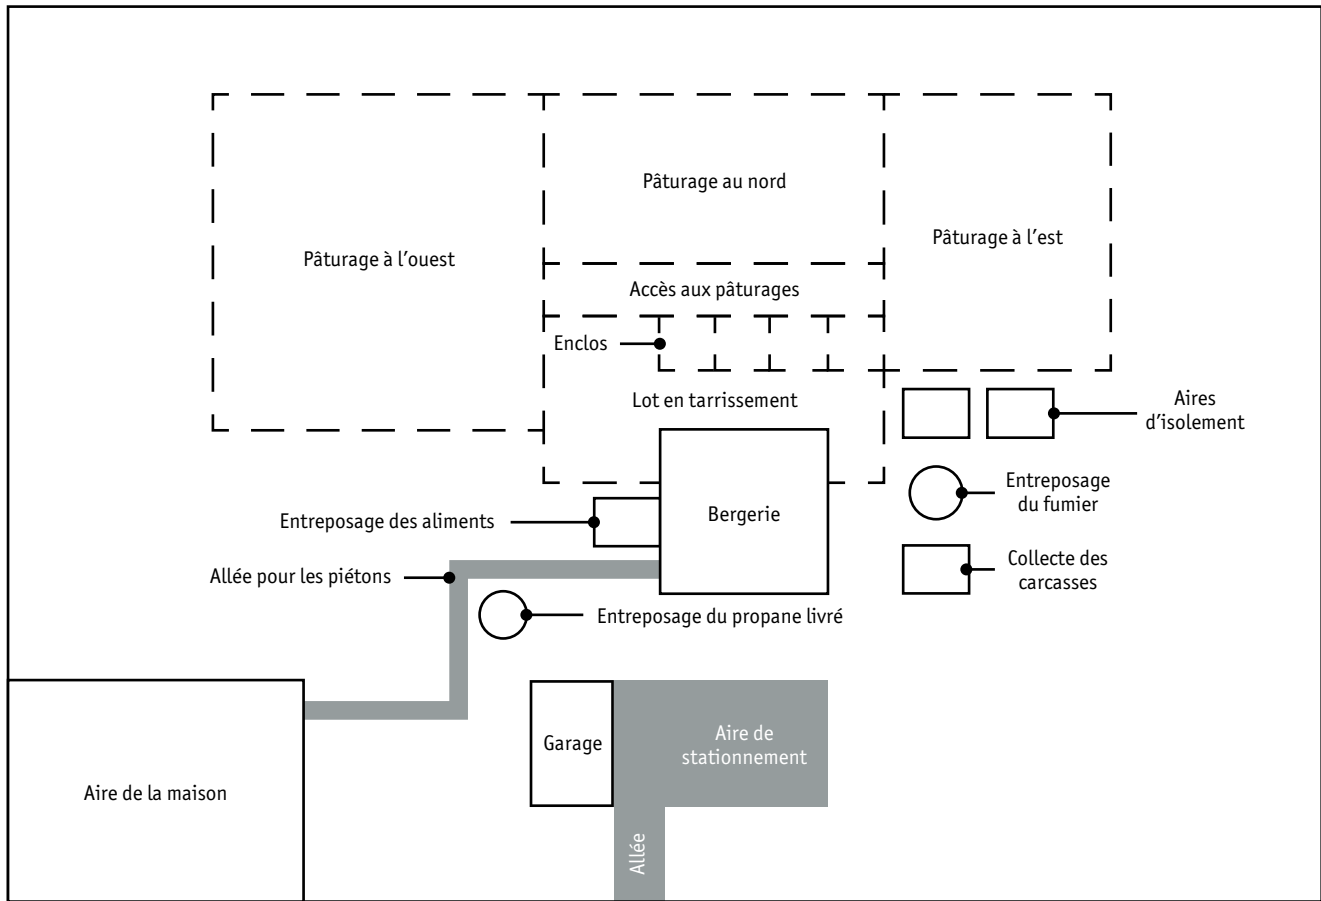 Pâturage au nord
Pâturage à l’est
Pâturage à l’ouest
Accès aux pâturages
Enclos
Lot en tarrissement
Aires
d’isolement
Entreposage
du fumier
Entreposage des aliments
Bergerie
Collecte des
carcasses
Allée pour les piétons
Entreposage du propane livré
Garage
Aire de
stationnement
Aire de la maison
Allée